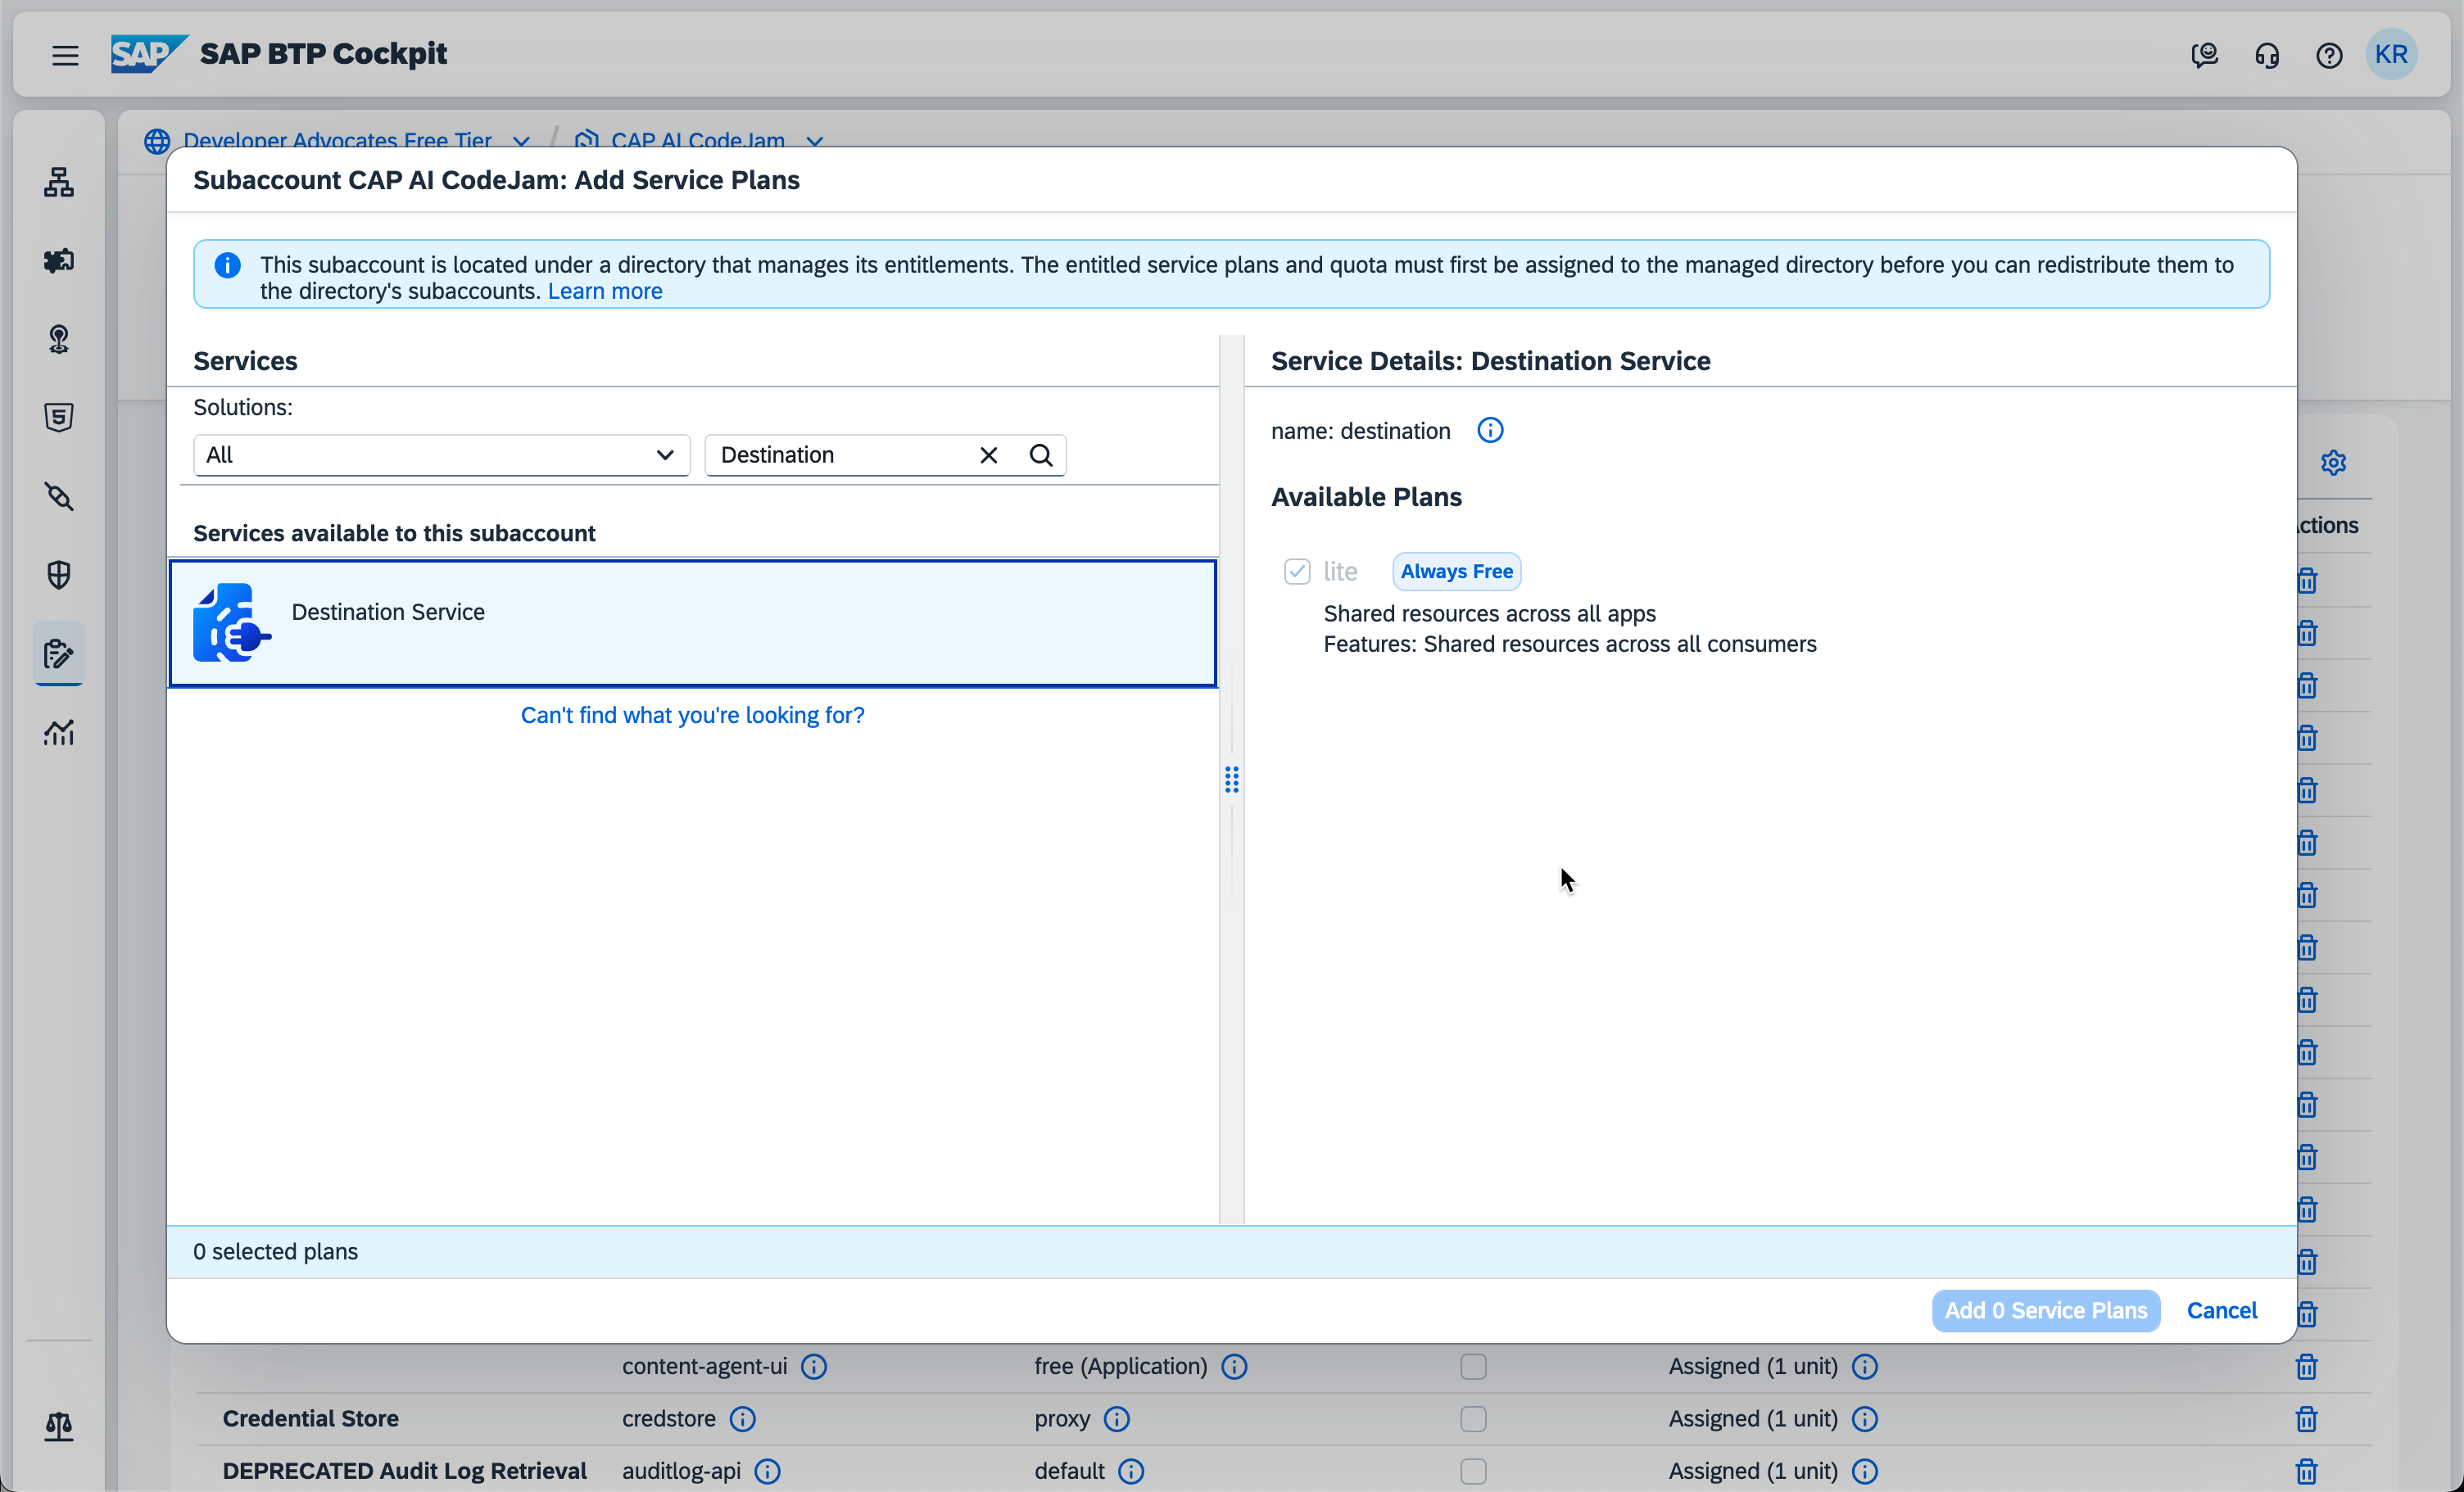 SAP SAP BTP Cockpit
KR
Developer Advocates Free Tier / CAP AI CodeJam
Subaccount CAP AI CodeJam: Add Service Plans
This subaccount is located under a directory that manages its entitlements. The entitled service plans and quota must first be assigned to the managed directory before you can redistribute them to
the directory's subaccounts. Learn more
Services
Solutions:
All
Destination
Services available to this subaccount
Destination Service
Can't find what you're looking for?
Service Details: Destination Service
name: destination
Available Plans
lite Always Free
Shared resources across all apps
Features: Shared resources across all consumers
ctions
0 selected plans
Add 0 Service Plans Cancel
content-agent-ui free (Application) Assigned (1 unit)
Credential Store credstore proxy Assigned (1 unit)
DEPRECATED Audit Log Retrieval auditlog-api default Assigned (1 unit)